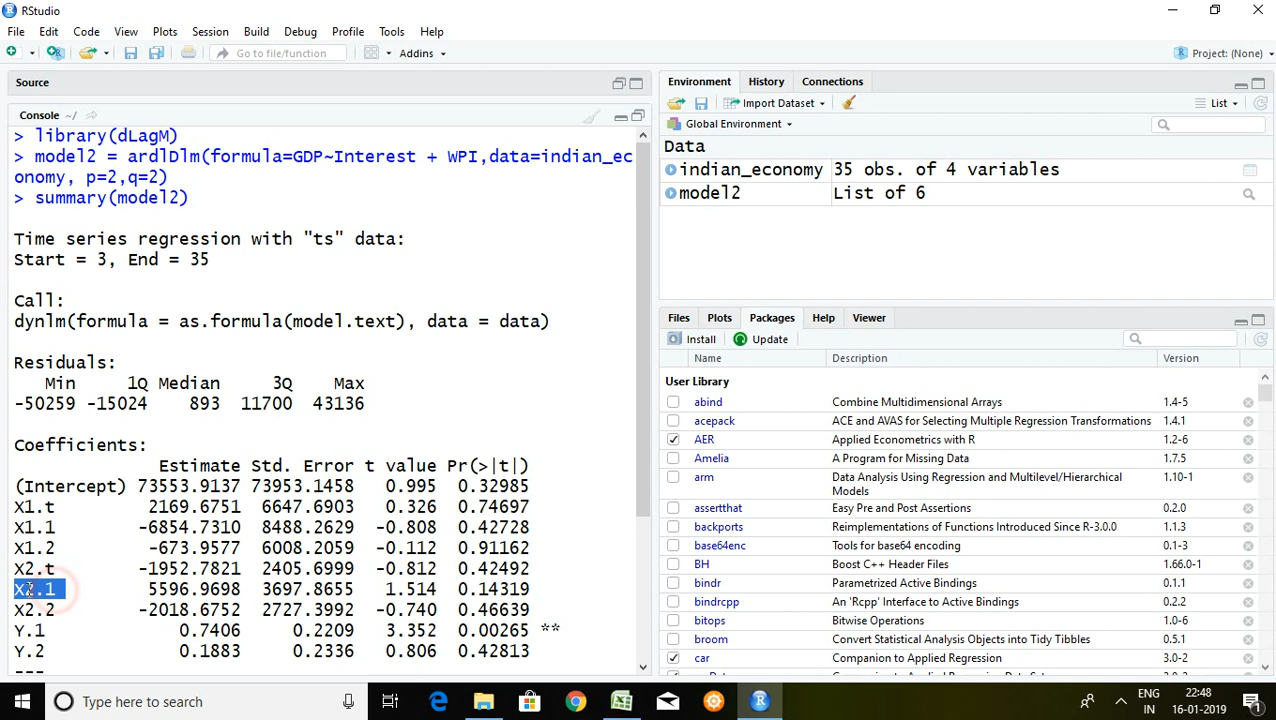 RStudio
File Edit Code View Plots Session Build Debug Profile Tools Help
Go to file/function Addins Project: (None)
Source
Console ~/
> library(dLagM)
> model2 = ardlDlm(formula=GDP~Interest + WPI,data=indian_ec
onomy, p=2,q=2)
> summary(model2)
Time series regression with "ts" data:
Start = 3, End = 35
Call:
dynlm(formula = as.formula(model.text), data = data)
Residuals:
Min 1Q Median 3Q Max
-50259 -15024 893 11700 43136
Coefficients:
Estimate Std. Error t value Pr(>|t|)
(Intercept) 73553.9137 73953.1458 0.995 0.32985
X1.t 2169.6751 6647.6903 0.326 0.74697
X1.1 -6854.7310 8488.2629 -0.808 0.42728
X1.2 -673.9577 6008.2059 -0.112 0.91162
X2.t -1952.7821 2405.6999 -0.812 0.42492
X2.1 5596.9698 3697.8655 1.514 0.14319
X2.2 -2018.6752 2727.3992 -0.740 0.46639
Y.1 0.7406 0.2209 3.352 0.00265 **
Y.2 0.1883 0.2336 0.806 0.42813
---
Environment History Connections
Import Dataset List
Global Environment
Data
indian_economy 35 obs. of 4 variables
model2 List of 6
Files Plots Packages Help Viewer
Install Update
Name Description Version
User Library
abind Combine Multidimensional Arrays 1.4-5
acepack ACE and AVAS for Selecting Multiple Regression Transformations 1.4.1
AER Applied Econometrics with R 1.2-6
Amelia A Program for Missing Data 1.7.5
arm Data Analysis Using Regression and Multilevel/Hierarchical 1.10-1
Models
assertthat Easy Pre and Post Assertions 0.2.0
backports Reimplementations of Functions Introduced Since R-3.0.0 1.1.3
base64enc Tools for base64 encoding 0.1-3
BH Boost C++ Header Files 1.66.0-1
bindr Parametrized Active Bindings 0.1.1
bindrcpp An 'Rcpp' Interface to Active Bindings 0.2.2
bitops Bitwise Operations 1.0-6
broom Convert Statistical Analysis Objects into Tidy Tibbles 0.5.1
car Companion to Applied Regression 3.0-2
Type here to search
ENG 22:48
IN 16-01-2019 1